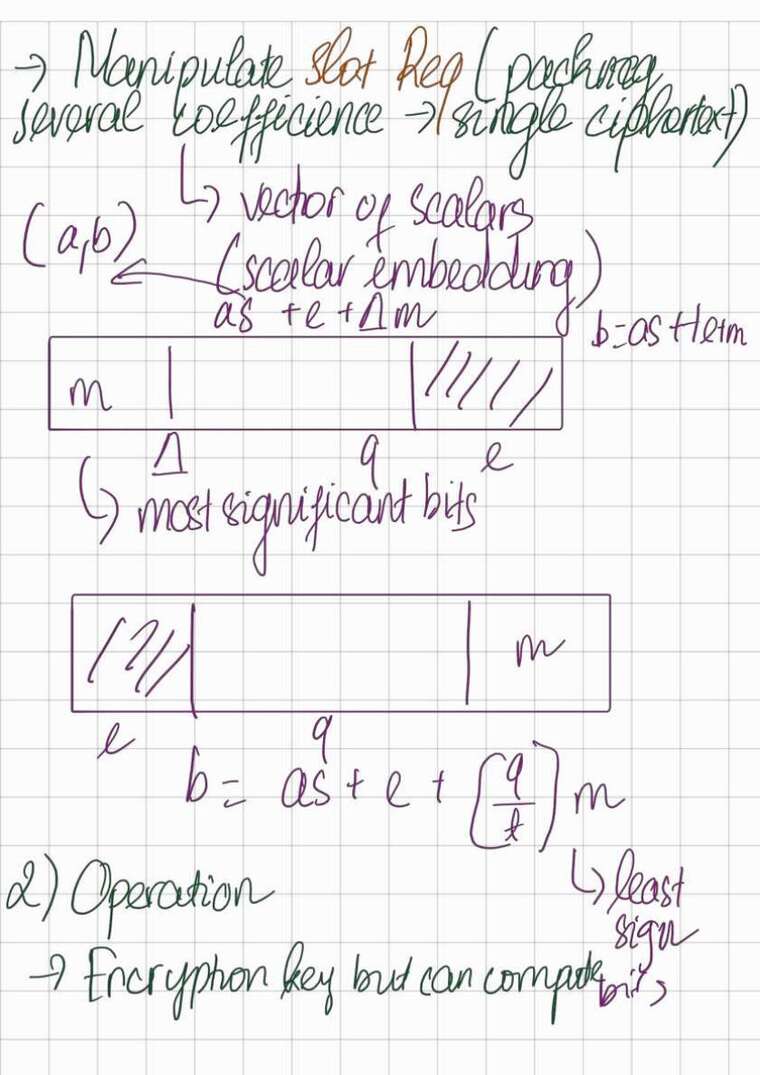 → Manipulate slot Req (packing
several coefficience → single ciphertext)
↳ vector of scalars
(a,b)
(scalar embedding)
as + e + Δm
b=as+e+m
m
Δ q e
↳ most significant bits
m
e q
b = as + e + [q/t] m
↳ least
sign
bits
2) Operation
→ Encryption key but can compute